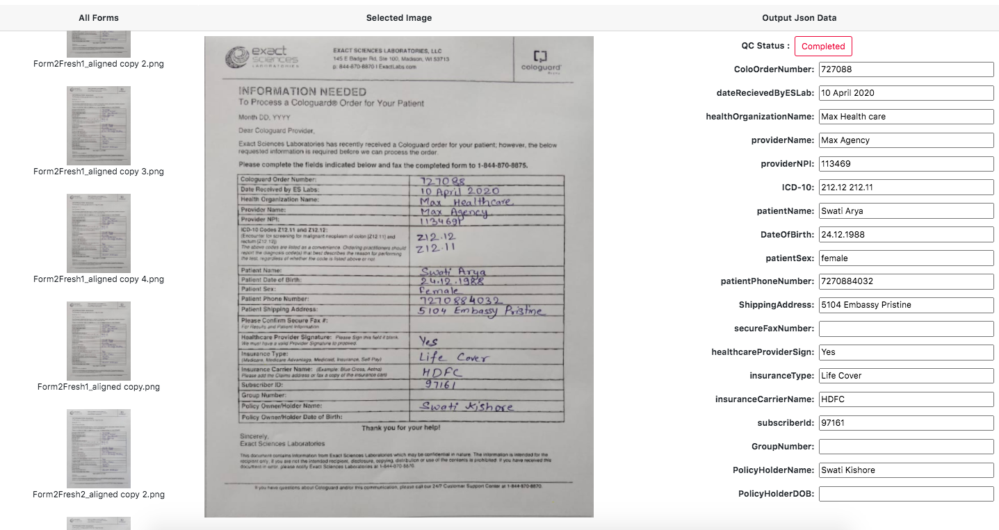 All Forms
Selected Image
Output Json Data
Form2Fresh1_aligned copy 2.png
Form2Fresh1_aligned copy 3.png
Form2Fresh1_aligned copy 4.png
Form2Fresh1_aligned copy.png
Form2Fresh2_aligned copy 2.png
exact sciences
LABORATORIES
EXACT SCIENCES LABORATORIES, LLC
145 E Badger Rd, Ste 100, Madison, WI 53713
p: 844-870-8870 | ExactLabs.com
cologuard
INFORMATION NEEDED
To Process a Cologuard® Order for Your Patient
Month DD, YYYY
Dear Cologuard Provider,
Exact Sciences Laboratories has recently received a Cologuard order for your patient; however, the below
requested information is required before we can process the order.
Please complete the fields indicated below and fax the completed form to 1-844-870-8875.
Cologuard Order Number: 727088
Date Received by ES Labs: 10 April 2020
Health Organization Name: Max Healthcare
Provider Name: Max Agency
Provider NPI: 113469
ICD-10 Codes Z12.11 and Z12.12:
(Encounter for screening for malignant neoplasm of colon [Z12.11] and
rectum [Z12.12])
The above codes are listed as a convenience. Ordering practitioners should
report the diagnosis code(s) that best describes the reason for performing
the test, regardless of whether the code is listed above or not
Z12.12
Z12.11
Patient Name: Swati Arya
Patient Date of Birth: 24.12.1988
Patient Sex: Female
Patient Phone Number: 7270884032
Patient Shipping Address: 5104 Embassy Pristine
Please Confirm Secure Fax #:
For Results and Patient Information
Healthcare Provider Signature: Please Sign this field if blank.
We must have a valid Provider Signature to proceed.
Yes
Insurance Type:
(Medicare, Medicare Advantage, Medicaid, Insurance, Self-Pay)
Life Cover
Insurance Carrier Name: (Example: Blue Cross, Aetna)
Please add the Claims address or fax a copy of the insurance card
HDFC
Subscriber ID: 97161
Group Number:
Policy Owner/Holder Name: Swati Kishore
Policy Owner/Holder Date of Birth:
Thank you for your help!
Sincerely,
Exact Sciences Laboratories
This document contains information from Exact Sciences Laboratories which may be confidential in nature. The information is intended for the
recipient only. If you are not the intended recipient, disclosure, copying, distribution or use of the contents is prohibited. If you have received this
document in error, please notify Exact Sciences Laboratories at 1-844-870-8870.
If you have questions about Cologuard and/or this communication, please call our 24/7 Customer Support Center at 1-844-870-8870.
QC Status : Completed
ColoOrderNumber: 727088
dateRecievedByESLab: 10 April 2020
healthOrganizationName: Max Health care
providerName: Max Agency
providerNPI: 113469
ICD-10: 212.12 212.11
patientName: Swati Arya
DateOfBirth: 24.12.1988
patientSex: female
patientPhoneNumber: 7270884032
ShippingAddress: 5104 Embassy Pristine
secureFaxNumber:
healthcareProviderSign: Yes
insuranceType: Life Cover
insuranceCarrierName: HDFC
subscriberId: 97161
GroupNumber:
PolicyHolderName: Swati Kishore
PolicyHolderDOB: